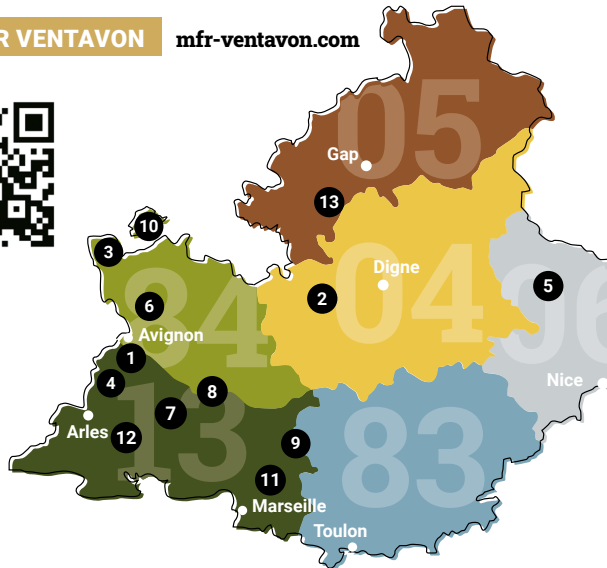 R VENTAVON mfr-ventavon.com
05
Gap
13
10
3
84
04
Digne
2
5
06
6
Avignon
1
4
Nice
8
13
7
Arles
12
83
9
11
Marseille
Toulon